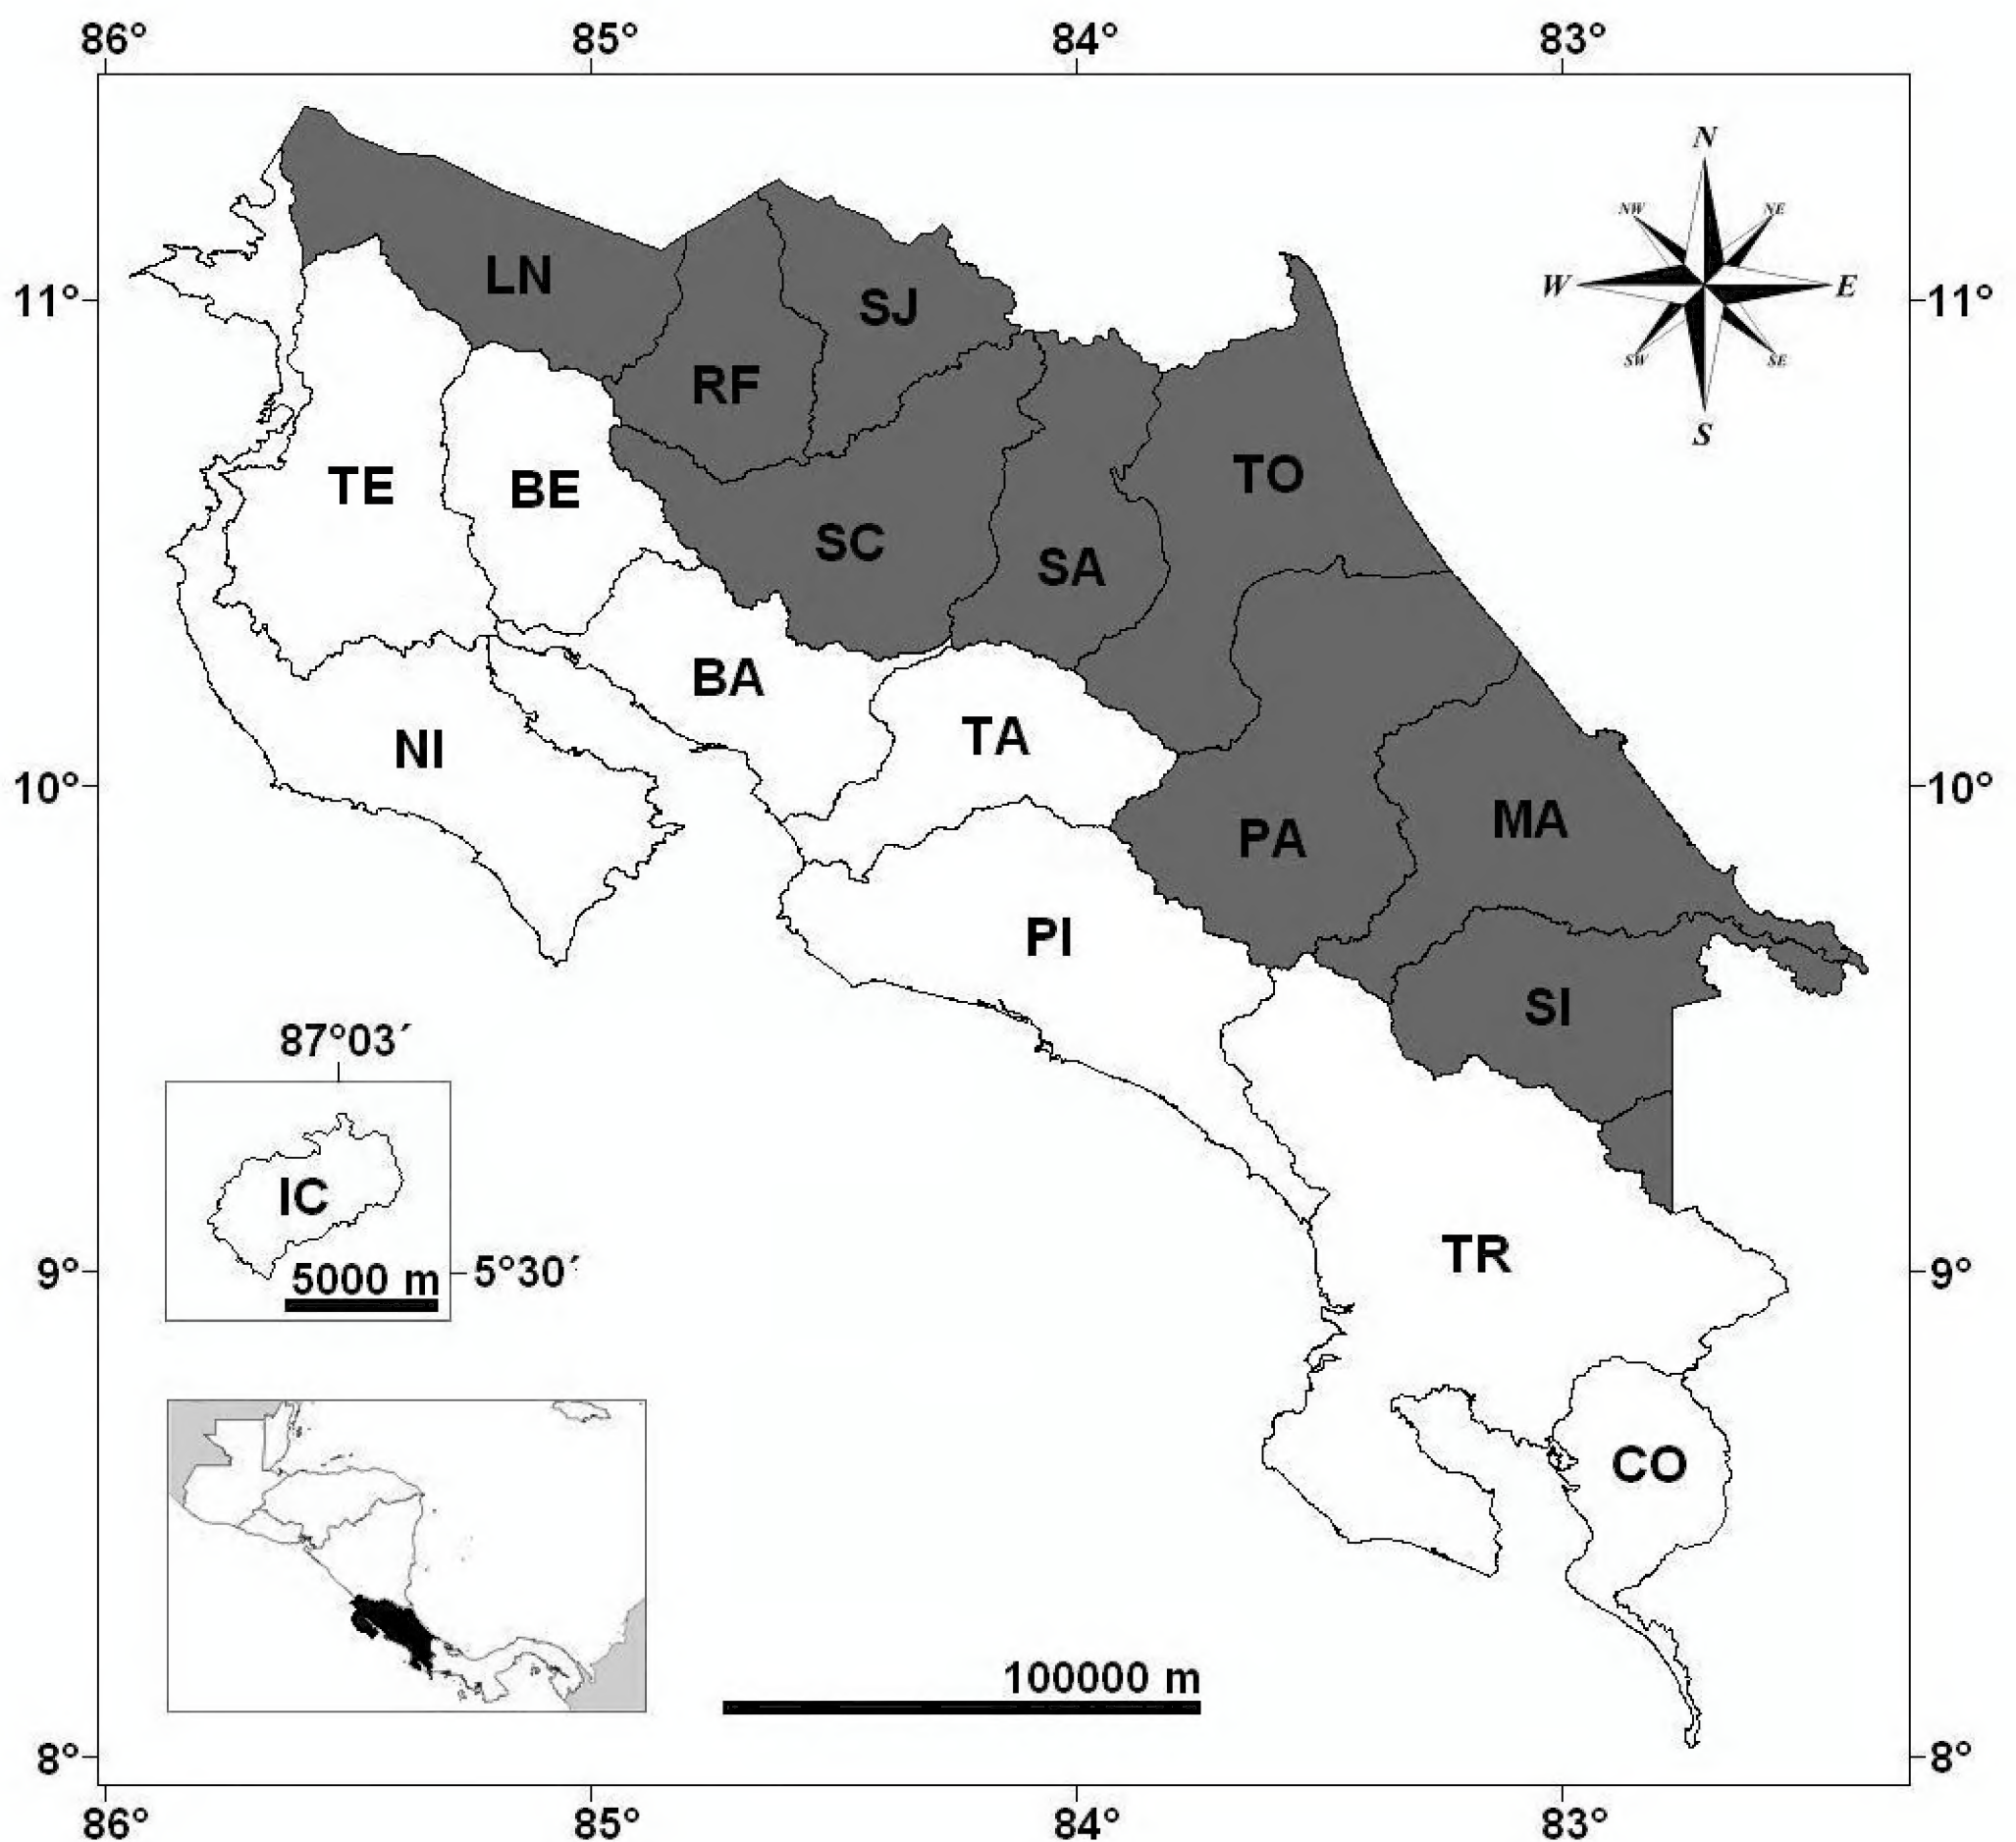 86° 85° 84° 83°
N
NW NE
W E
SW SE
S
11° 11°
LN
SJ
RF
TE BE
TO
SC
SA
BA
NI
TA
10° 10°
PA
MA
PI
SI
87°03´
IC
5000 m
5°30´
TR
9° 9°
CO
100000 m
8° 8°
86° 85° 84° 83°